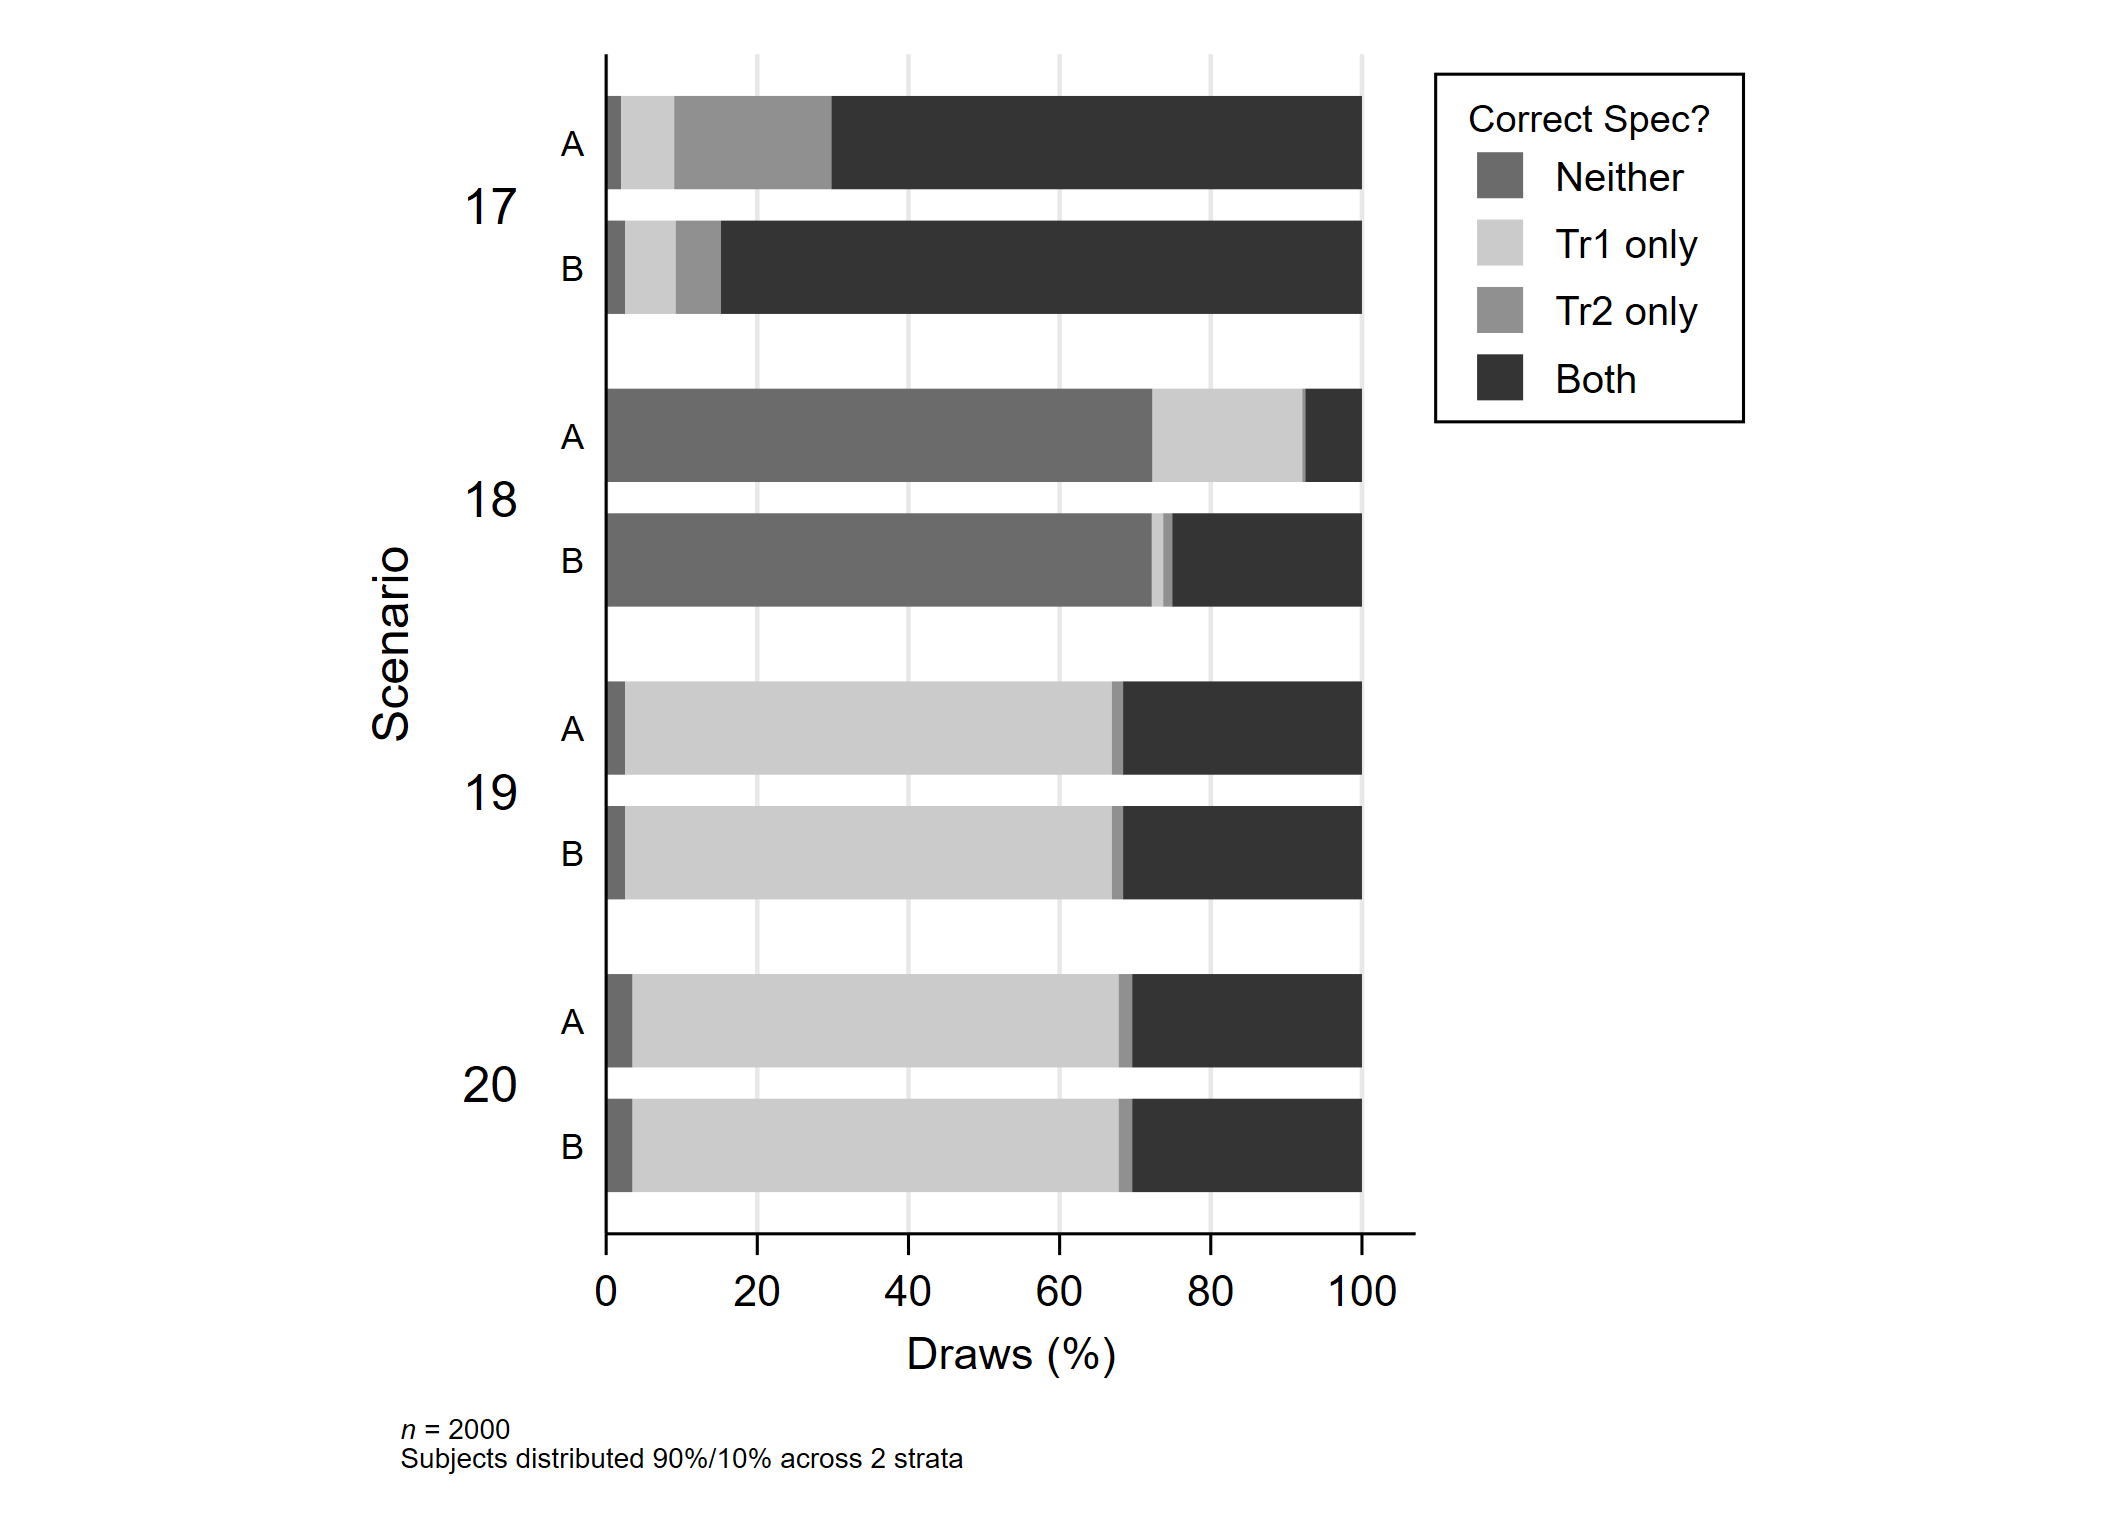 Correct Spec?
Neither
Tr1 only
Tr2 only
Both
Scenario
17
A
B
18
A
B
19
A
B
20
A
B
0 20 40 60 80 100
Draws (%)
n = 2000
Subjects distributed 90%/10% across 2 strata